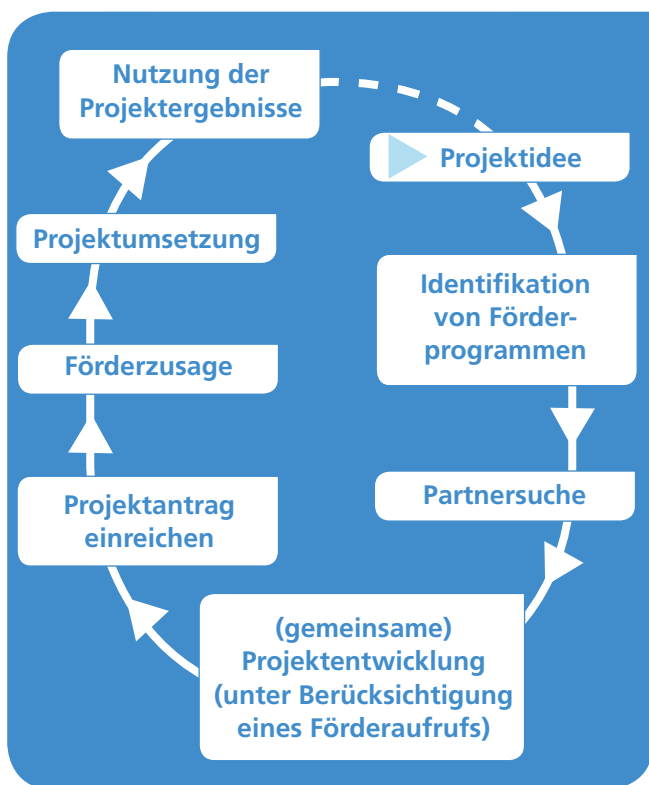 Nutzung der
Projektergebnisse
Projektidee
Projektumsetzung
Identifikation
von Förder-
programmen
Förderzusage
Partnersuche
Projektantrag
einreichen
(gemeinsame)
Projektentwicklung
(unter Berücksichtigung
eines Förderaufrufs)